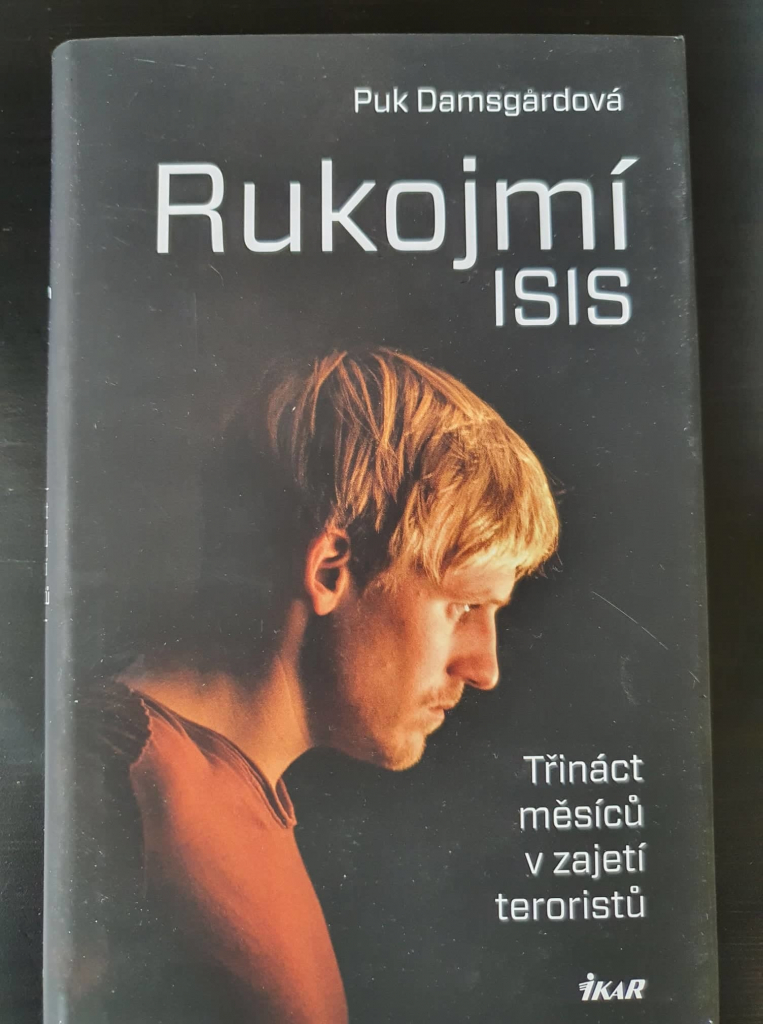 Puk Damsgårdová
Rukojmí
ISIS
Třináct
měsíců
v zajetí
teroristů
iKAR